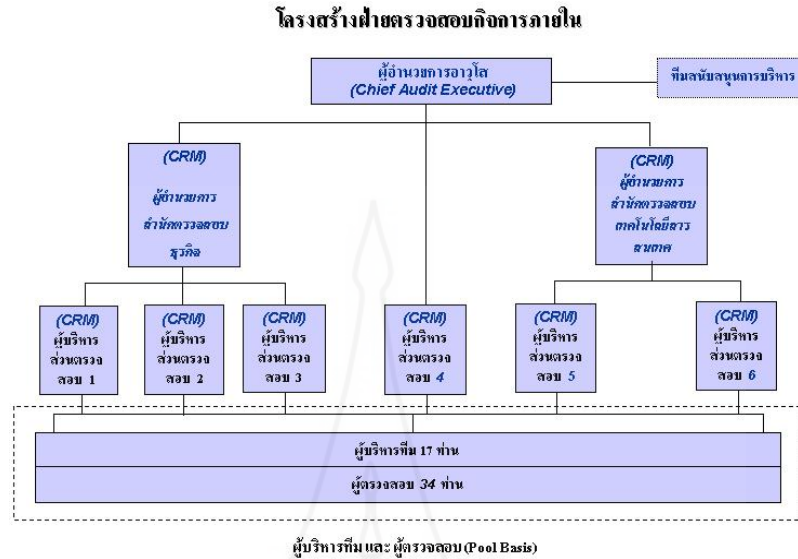 โครงสร้างฝ่ายตรวจสอบกิจการภายใน
ผู้อำนวยการอาวุโส
(Chief Audit Executive)
ทีมสนับสนุนการบริหาร
(CRM)
ผู้อำนวยการ
สำนักตรวจสอบ
ธุรกิจ
(CRM)
ผู้อำนวยการ
สำนักตรวจสอบ
เทคโนโลยีสาร
สนเทศ
(CRM)
ผู้บริหาร
ส่วนตรวจ
สอบ 1
(CRM)
ผู้บริหาร
ส่วนตรวจ
สอบ 2
(CRM)
ผู้บริหาร
ส่วนตรวจ
สอบ 3
(CRM)
ผู้บริหาร
ส่วนตรวจ
สอบ 4
(CRM)
ผู้บริหาร
ส่วนตรวจ
สอบ 5
(CRM)
ผู้บริหาร
ส่วนตรวจ
สอบ 6
ผู้บริหารทีม 17 ท่าน
ผู้ตรวจสอบ 34 ท่าน
ผู้บริหารทีม และ ผู้ตรวจสอบ (Pool Basis)